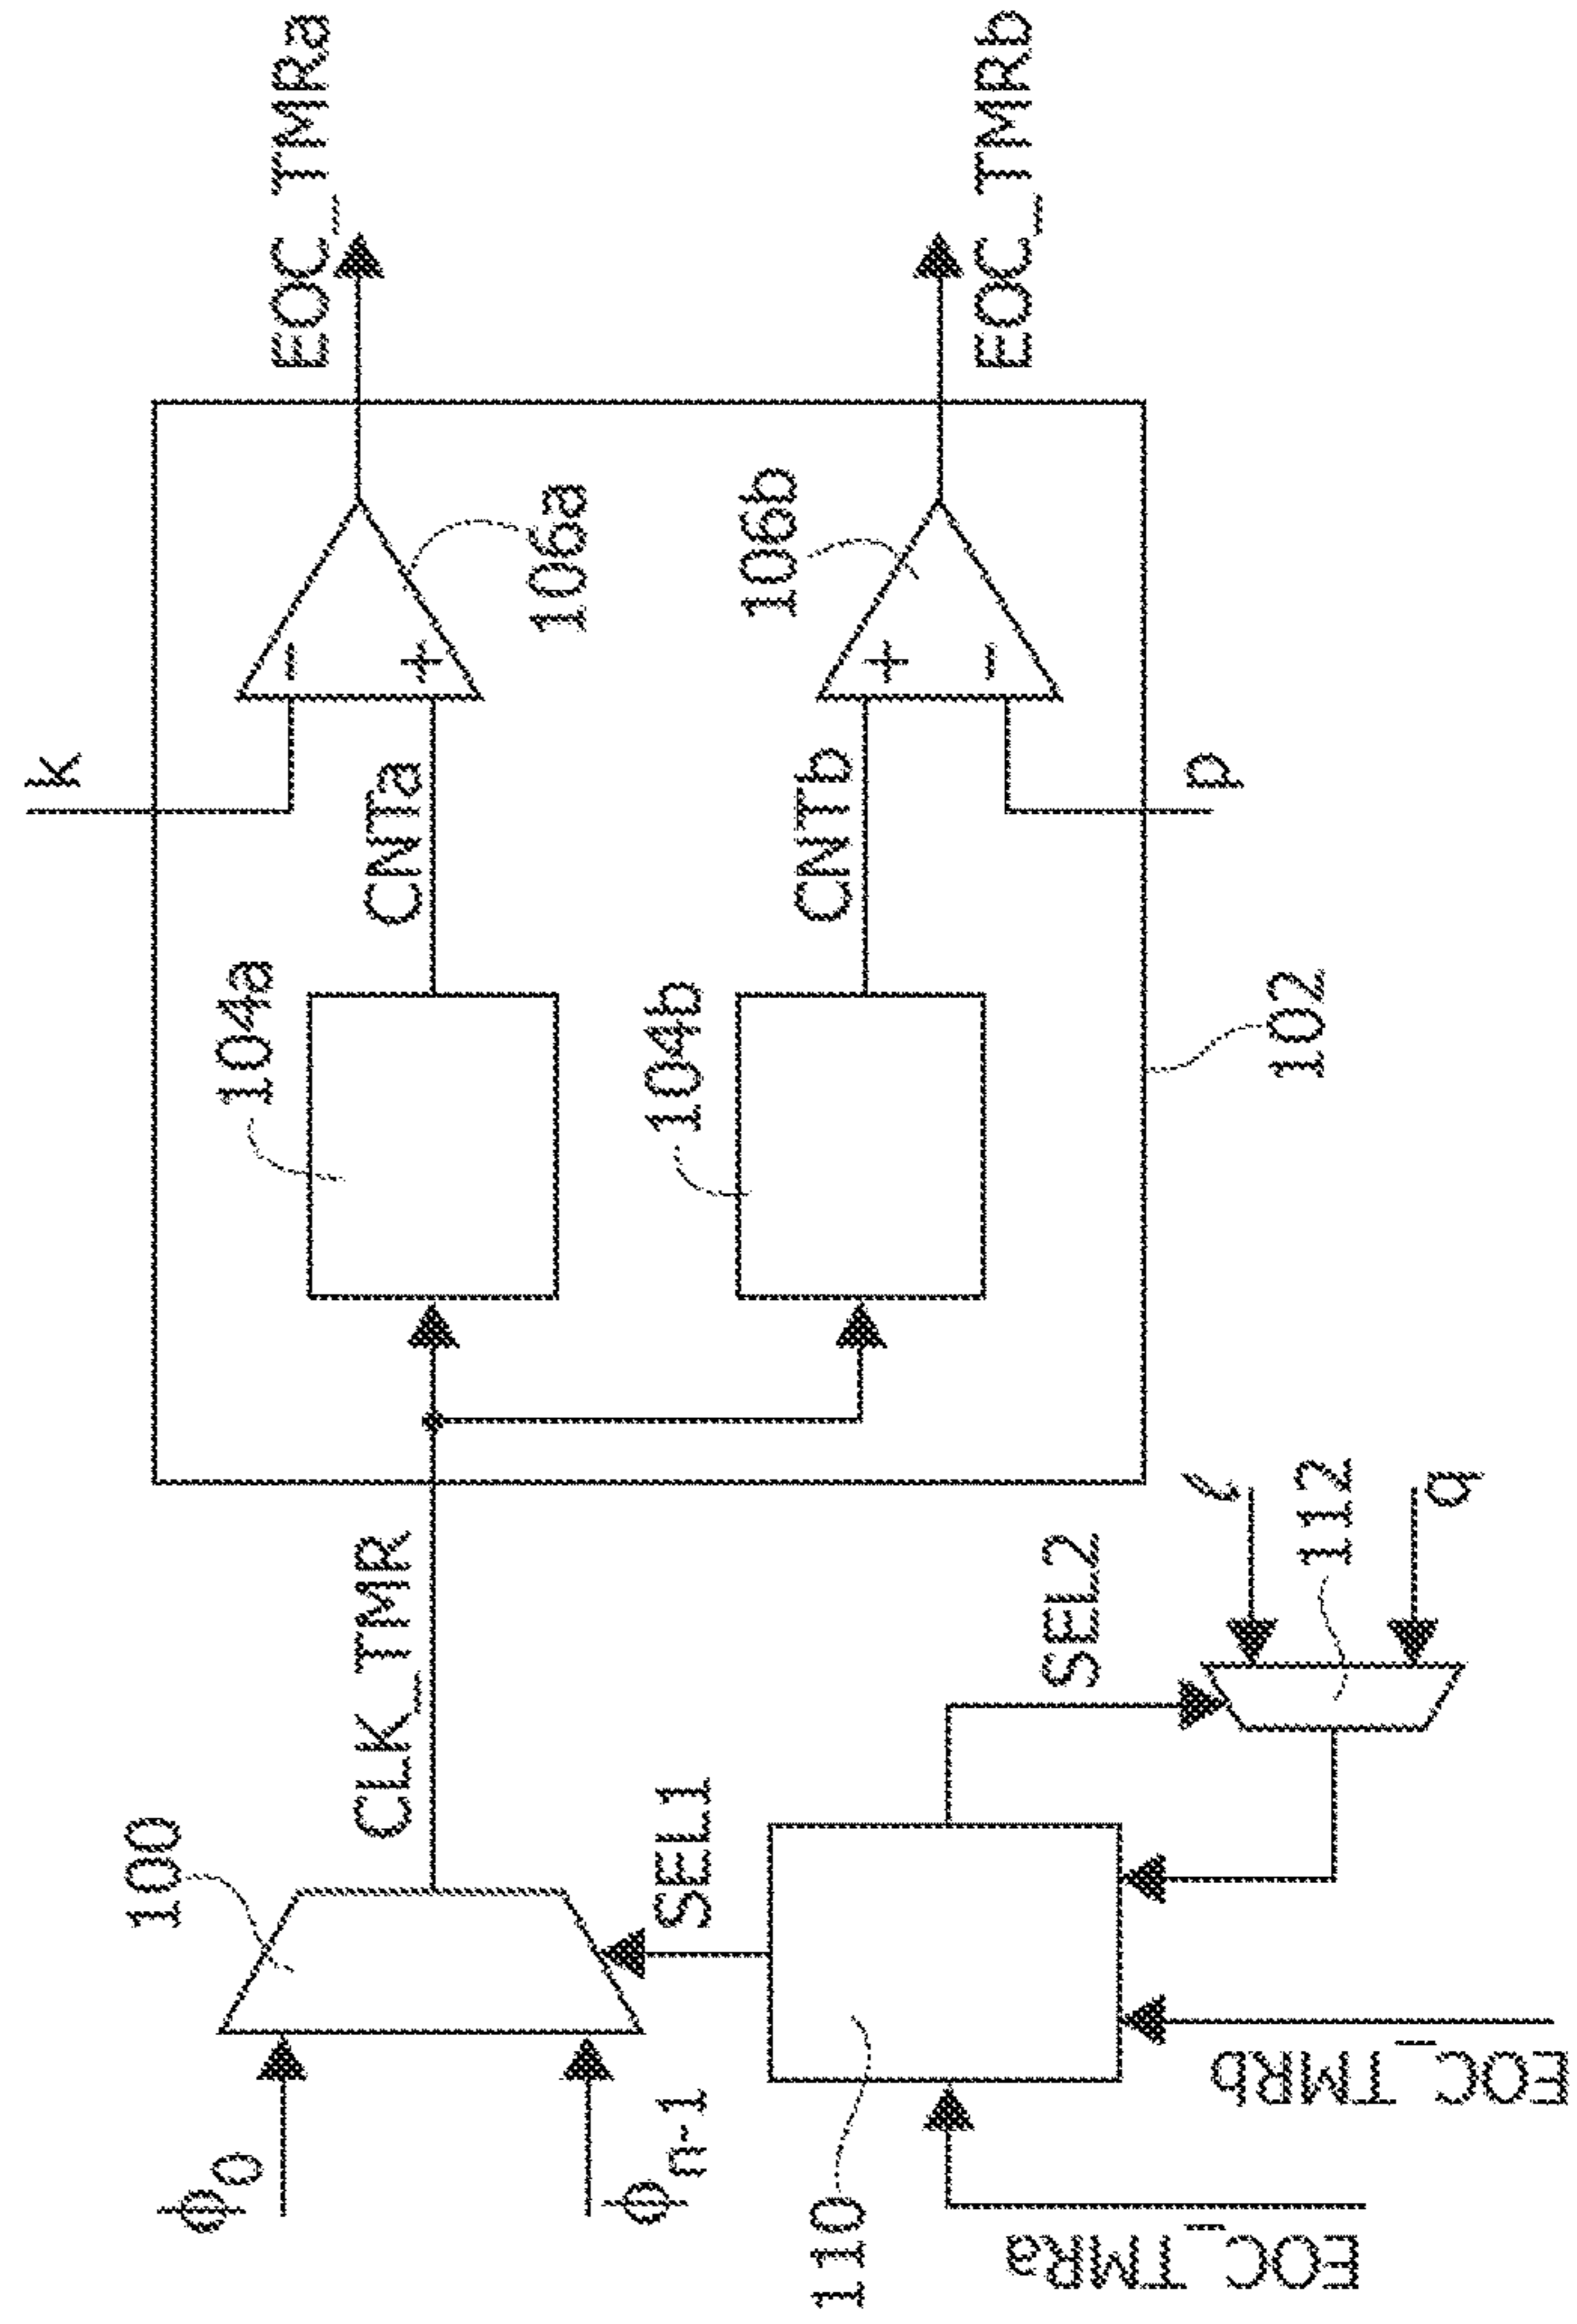 k
EOC_TMRa
100
104a
−
CLK_TMR
CNTa
+
ϕ0
106a
ϕn-1
SEL1
104b
106b
CNTb
+
−
EOC_TMRb
110
SEL2
p
102
EOC_TMRa
EOC_TMRb
ℓ
112
q